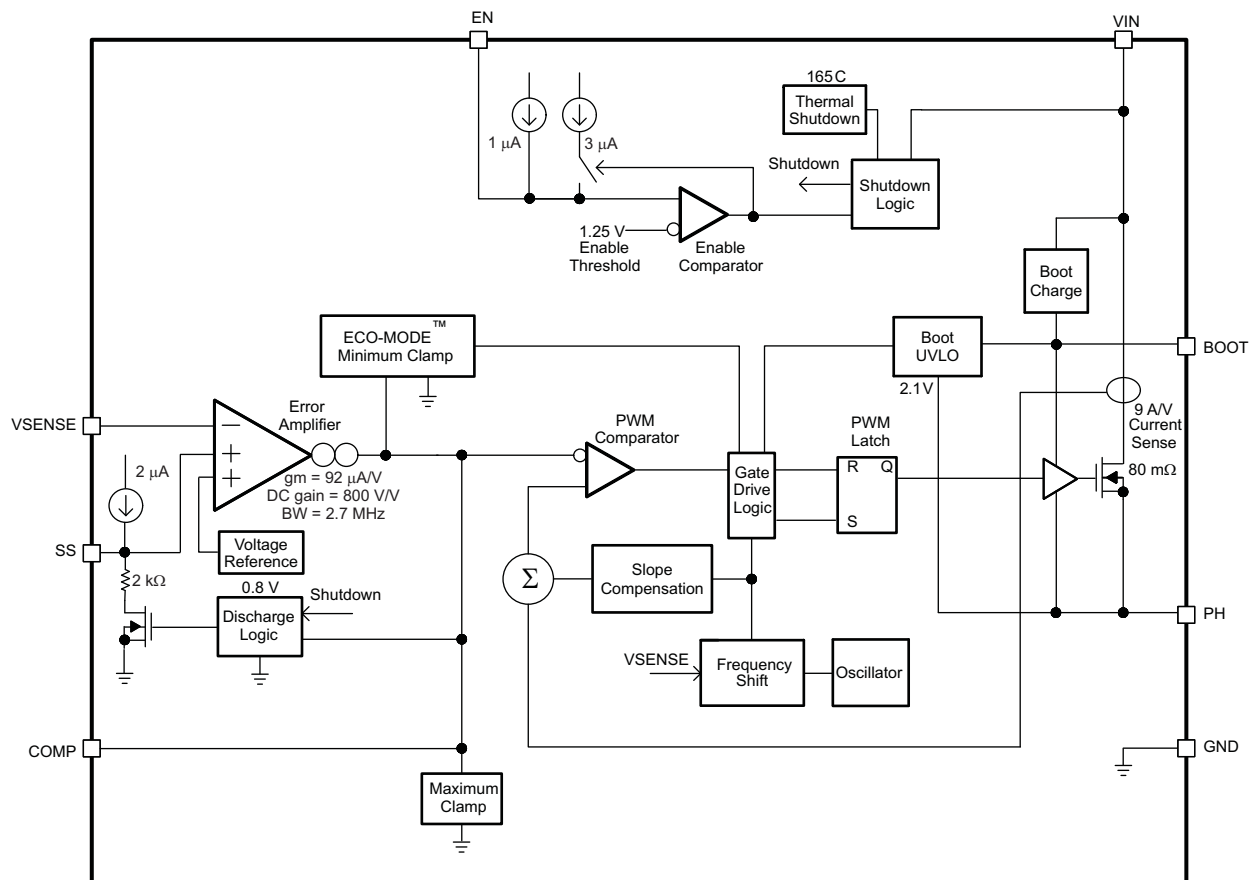 EN
VIN
165 C
Thermal
Shutdown
1 μA
3 μA
Shutdown
Shutdown
Logic
1.25 V
Enable
Threshold
Enable
Comparator
Boot
Charge
ECO-MODE™
Minimum Clamp
Boot
UVLO
BOOT
2.1V
VSENSE
Error
Amplifier
PWM
Comparator
PWM
Latch
9 A/V
Current
Sense
gm = 92 μA/V
DC gain = 800 V/V
BW = 2.7 MHz
2 μA
Gate
Drive
Logic
R Q
S
80 mΩ
SS
Voltage
Reference
2 kΩ
0.8 V
Shutdown
Discharge
Logic
Σ
Slope
Compensation
PH
VSENSE
Frequency
Shift
Oscillator
COMP
GND
Maximum
Clamp